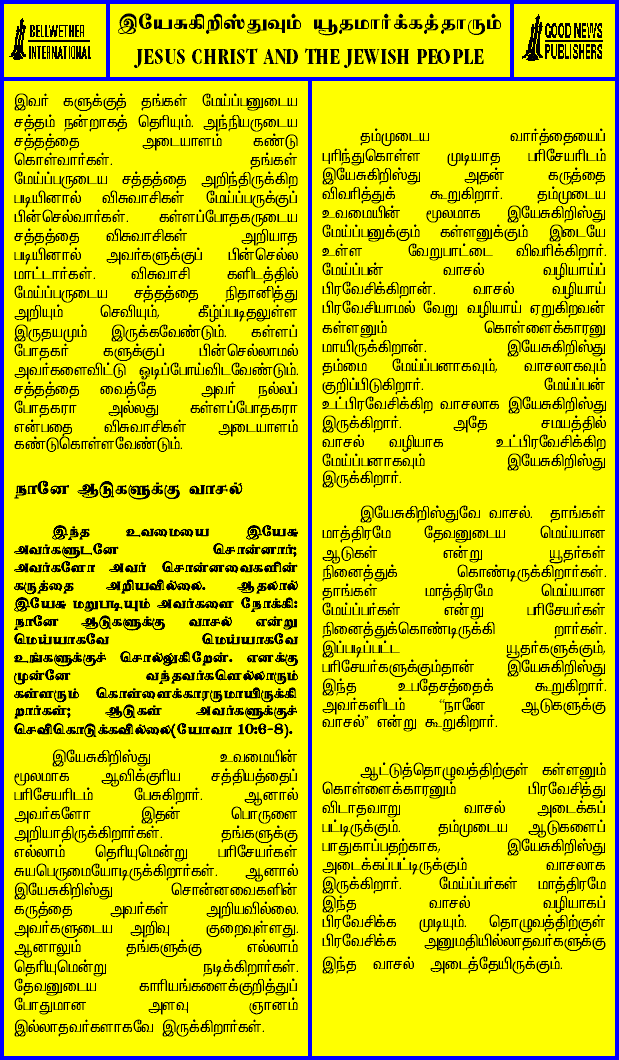 BELLWETHER
INTERNATIONAL
இயேசுகிறிஸ்துவும் யூதமார்க்கத்தாரும்
JESUS CHRIST AND THE JEWISH PEOPLE
GOOD NEWS
PUBLISHERS
இவர் களுக்குத் தங்கள் மேய்ப்பனுடைய
சத்தம் நன்றாகத் தெரியும். அந்நியருடைய
சத்தத்தை அடையாளம் கண்டு
கொள்வார்கள். தங்கள்
மேய்ப்பருடைய சத்தத்தை அறிந்திருக்கிற
படியினால் விசுவாசிகள் மேய்ப்பருக்குப்
பின்செல்வார்கள். கள்ளப்போதகருடைய
சத்தத்தை விசுவாசிகள் அறியாத
படியினால் அவர்களுக்குப் பின்செல்ல
மாட்டார்கள். விசுவாசி களிடத்தில்
மேய்ப்பருடைய சத்தத்தை நிதானித்து
அறியும் செவியும், கீழ்ப்படிதலுள்ள
இருதயமும் இருக்கவேண்டும். கள்ளப்
போதகர் களுக்குப் பின்செல்லாமல்
அவர்களைவிட்டு ஓடிப்போய்விடவேண்டும்.
சத்தத்தை வைத்தே அவர் நல்லப்
போதகரா அல்லது கள்ளப்போதகரா
என்பதை விசுவாசிகள் அடையாளம்
கண்டுகொள்ளவேண்டும்.
நானே ஆடுகளுக்கு வாசல்
இந்த உவமையை இயேசு
அவர்களுடனே சொன்னார்;
அவர்களோ அவர் சொன்னவைகளின்
கருத்தை அறியவில்லை. ஆதலால்
இயேசு மறுபடியும் அவர்களை நோக்கி:
நானே ஆடுகளுக்கு வாசல் என்று
மெய்யாகவே மெய்யாகவே
உங்களுக்குச் சொல்லுகிறேன். எனக்கு
முன்னே வந்தவர்களெல்லாரும்
கள்ளரும் கொள்ளைக்காரருமாயிருக்கி
றார்கள்; ஆடுகள் அவர்களுக்குச்
செவிகொடுக்கவில்லை(யோவா 10:6-8).
இயேசுகிறிஸ்து உவமையின்
மூலமாக ஆவிக்குரிய சத்தியத்தைப்
பரிசேயரிடம் பேசுகிறார். ஆனால்
அவர்களோ இதன் பொருளை
அறியாதிருக்கிறார்கள். தங்களுக்கு
எல்லாம் தெரியுமென்று பரிசேயர்கள்
சுயபெருமையோடிருக்கிறார்கள். ஆனால்
இயேசுகிறிஸ்து சொன்னவைகளின்
கருத்தை அவர்கள் அறியவில்லை.
அவர்களுடைய அறிவு குறைவுள்ளது.
ஆனாலும் தங்களுக்கு எல்லாம்
தெரியுமென்று நடிக்கிறார்கள்.
தேவனுடைய காரியங்களைக்குறித்துப்
போதுமான அளவு ஞானம்
இல்லாதவர்களாகவே இருக்கிறார்கள்.
தம்முடைய வார்த்தையைப்
புரிந்துகொள்ள முடியாத பரிசேயரிடம்
இயேசுகிறிஸ்து அதன் கருத்தை
விவரித்துக் கூறுகிறார். தம்முடைய
உவமையின் மூலமாக இயேசுகிறிஸ்து
மேய்ப்பனுக்கும் கள்ளனுக்கும் இடையே
உள்ள வேறுபாட்டை விவரிக்கிறார்.
மேய்ப்பன் வாசல் வழியாய்ப்
பிரவேசிக்கிறான். வாசல் வழியாய்
பிரவேசியாமல் வேறு வழியாய் ஏறுகிறவன்
கள்ளனும் கொள்ளைக்காரனு
மாயிருக்கிறான். இயேசுகிறிஸ்து
தம்மை மேய்ப்பனாகவும், வாசலாகவும்
குறிப்பிடுகிறார். மேய்ப்பன்
உட்பிரவேசிக்கிற வாசலாக இயேசுகிறிஸ்து
இருக்கிறார். அதே சமயத்தில்
வாசல் வழியாக உட்பிரவேசிக்கிற
மேய்ப்பனாகவும் இயேசுகிறிஸ்து
இருக்கிறார்.
இயேசுகிறிஸ்துவே வாசல். தாங்கள்
மாத்திரமே தேவனுடைய மெய்யான
ஆடுகள் என்று யூதர்கள்
நினைத்துக் கொண்டிருக்கிறார்கள்.
தாங்கள் மாத்திரமே மெய்யான
மேய்ப்பர்கள் என்று பரிசேயர்கள்
நினைத்துக்கொண்டிருக்கி றார்கள்.
இப்படிப்பட்ட யூதர்களுக்கும்,
பரிசேயர்களுக்கும்தான் இயேசுகிறிஸ்து
இந்த உபதேசத்தைக் கூறுகிறார்.
அவர்களிடம் “நானே ஆடுகளுக்கு
வாசல்” என்று கூறுகிறார்.
ஆட்டுத்தொழுவத்திற்குள் கள்ளனும்
கொள்ளைக்காரனும் பிரவேசித்து
விடாதவாறு வாசல் அடைக்கப்
பட்டிருக்கும். தம்முடைய ஆடுகளைப்
பாதுகாப்பதற்காக, இயேசுகிறிஸ்து
அடைக்கப்பட்டிருக்கும் வாசலாக
இருக்கிறார். மேய்ப்பர்கள் மாத்திரமே
இந்த வாசல் வழியாகப்
பிரவேசிக்க முடியும். தொழுவத்திற்குள்
பிரவேசிக்க அனுமதியில்லாதவர்களுக்கு
இந்த வாசல் அடைத்தேயிருக்கும்.